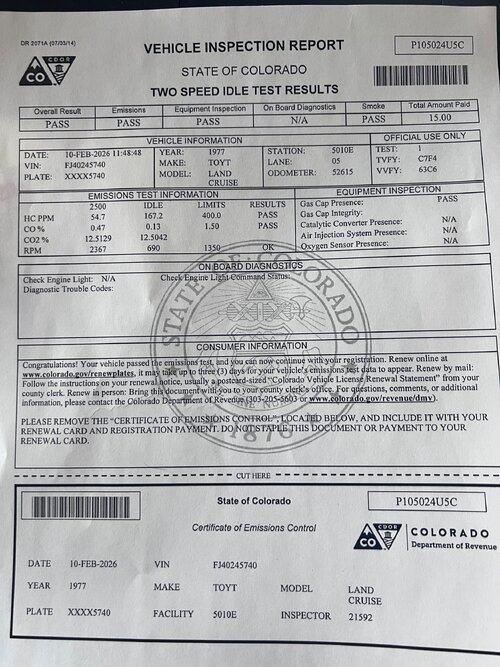 DR 2071A (07/03/14)
VEHICLE INSPECTION REPORT
P105024U5C
CO CDOR
STATE OF COLORADO
TWO SPEED IDLE TEST RESULTS
Overall Result Emissions Equipment Inspection On Board Diagnostics Smoke Total Amount Paid
PASS PASS PASS N/A PASS 15.00
VEHICLE INFORMATION OFFICIAL USE ONLY
DATE: 10-FEB-2026 11:48:48 YEAR: 1977 STATION: 5010E TEST: 1
VIN: FJ40245740 MAKE: TOYT LANE: 05 TVFY: C7F4
PLATE: XXXX5740 MODEL: LAND CRUISE ODOMETER: 52615 VVFY: 63C6
EMISSIONS TEST INFORMATION EQUIPMENT INSPECTION
2500 IDLE LIMITS RESULTS Gas Cap Presence: PASS
HC PPM 54.7 167.2 400.0 PASS Gas Cap Integrity:
CO % 0.47 0.13 1.50 PASS Catalytic Converter Presence: N/A
CO2 % 12.5129 12.5042 Air Injection System Presence: N/A
RPM 2367 690 1350 OK Oxygen Sensor Presence: N/A
ON BOARD DIAGNOSTICS
Check Engine Light: N/A Check Engine Light Command Status:
Diagnostic Trouble Codes:
STATE OF COLORADO
1876
CONSUMER INFORMATION
Congratulations! Your vehicle passed the emissions test, and you can now continue with your registration. Renew online at
www.colorado.gov/renewplates, it may take up to three (3) days for your vehicle's emissions data to appear. Renew by mail:
Follow the instructions on your renewal notice, usually a postcard-sized "Colorado Vehicle License Renewal Statement" from your
county clerk. Renew in person: Bring this document with you to your county clerk's office. For questions, comments, or additional
information, please contact the Colorado Department of Revenue (303-205-5603 or www.colorado.gov/revenue/dmv).
PLEASE REMOVE THE "CERTIFICATE OF EMISSIONS CONTROL", LOCATED BELOW, AND INCLUDE IT WITH YOUR
RENEWAL CARD AND REGISTRATION PAYMENT. DO NOT STAPLE THIS DOCUMENT OR PAYMENT TO YOUR
RENEWAL CARD.
CUT HERE
State of Colorado P105024U5C
Certificate of Emissions Control
CO CDOR COLORADO
Department of Revenue
DATE 10-FEB-2026 VIN FJ40245740
YEAR 1977 MAKE TOYT MODEL LAND CRUISE
PLATE XXXX5740 FACILITY 5010E INSPECTOR 21592